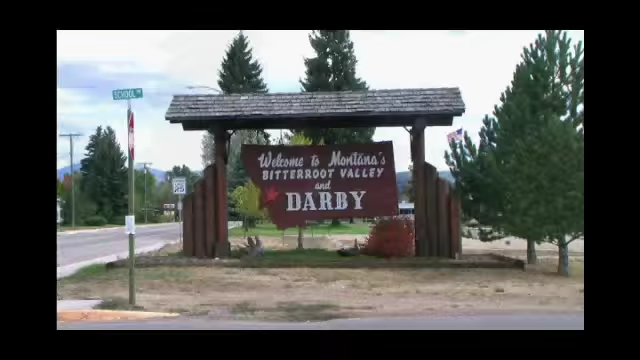 SCHOOL
Welcome to Montana's
BITTERROOT VALLEY
and
DARBY